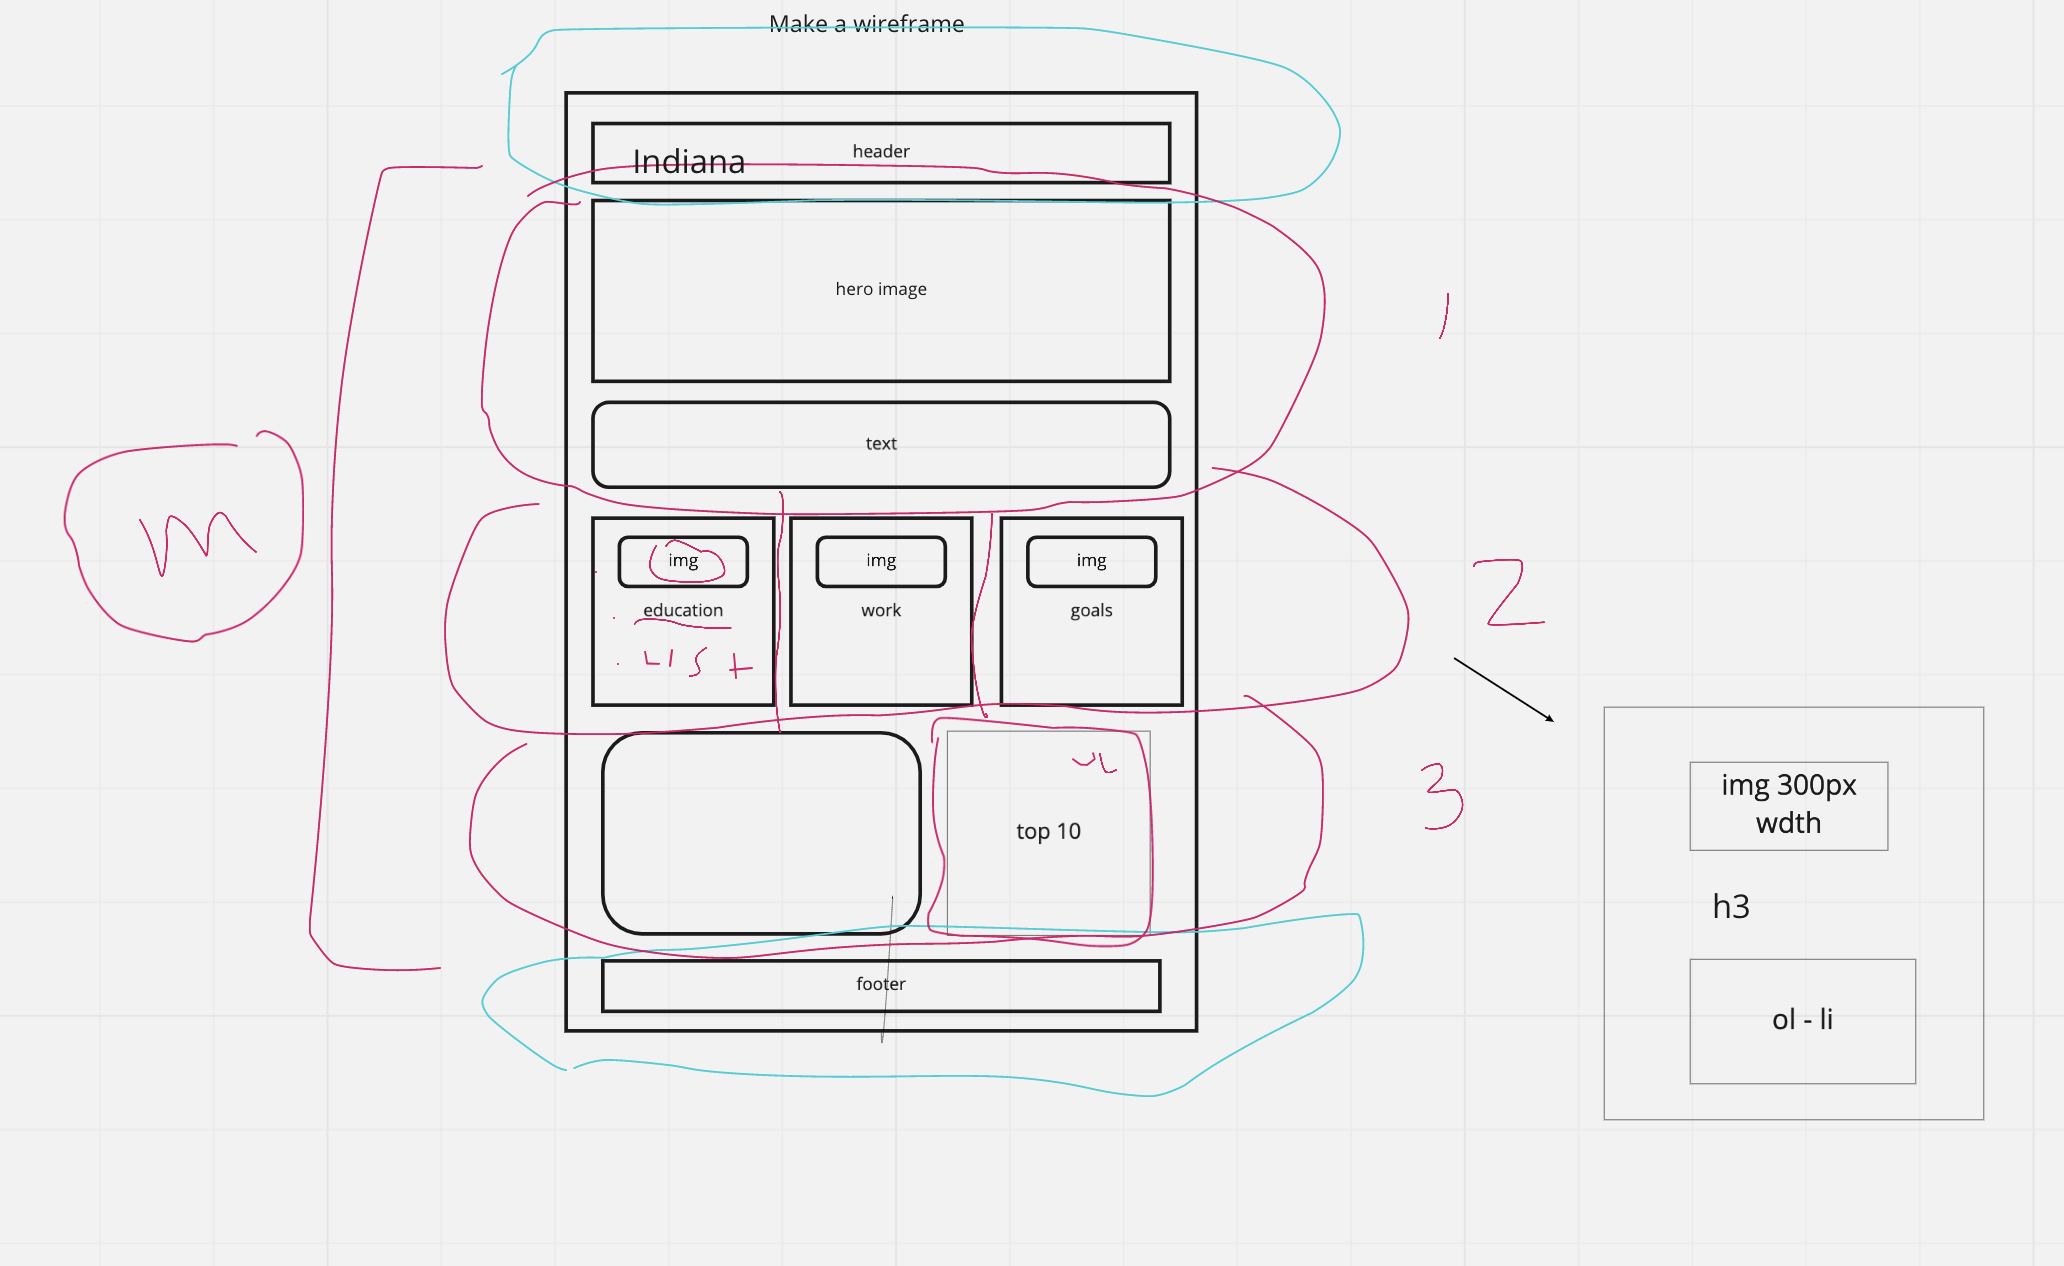 Make a wireframe
header
Indiana
hero image
1
text
m
img
img
img
2
education
work
goals
LIST
top 10
3
footer
img 300px
wdth
h3
ol - li